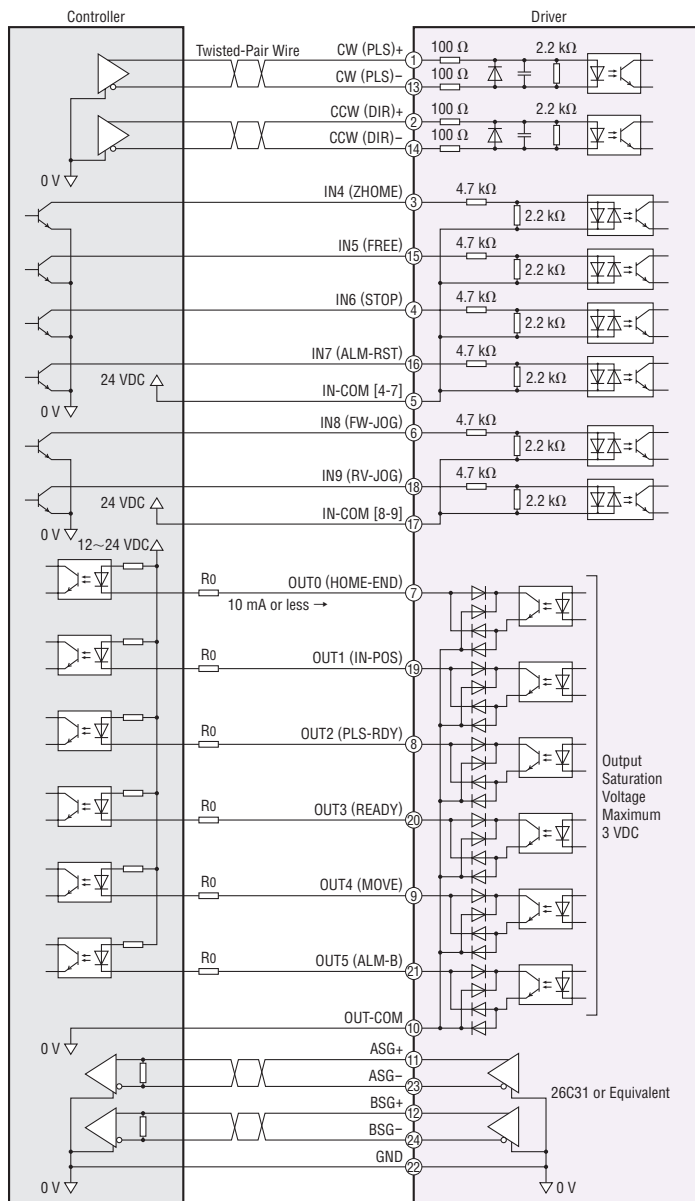 Controller
Driver
Twisted-Pair Wire
CW (PLS)+
1
100 Ω
2.2 kΩ
CW (PLS)−
13
100 Ω
CCW (DIR)+
2
100 Ω
2.2 kΩ
CCW (DIR)−
14
100 Ω
0 V
IN4 (ZHOME)
3
4.7 kΩ
2.2 kΩ
IN5 (FREE)
15
4.7 kΩ
2.2 kΩ
IN6 (STOP)
4
4.7 kΩ
2.2 kΩ
IN7 (ALM-RST)
16
4.7 kΩ
2.2 kΩ
24 VDC
IN-COM [4-7]
5
0 V
IN8 (FW-JOG)
6
4.7 kΩ
2.2 kΩ
IN9 (RV-JOG)
18
4.7 kΩ
2.2 kΩ
24 VDC
IN-COM [8-9]
17
0 V
12~24 VDC
R0
OUT0 (HOME-END)
7
10 mA or less →
R0
OUT1 (IN-POS)
19
R0
OUT2 (PLS-RDY)
8
R0
OUT3 (READY)
20
R0
OUT4 (MOVE)
9
R0
OUT5 (ALM-B)
21
Output
Saturation
Voltage
Maximum
3 VDC
OUT-COM
10
0 V
ASG+
11
ASG−
23
26C31 or Equivalent
BSG+
12
BSG−
24
GND
22
0 V
0 V